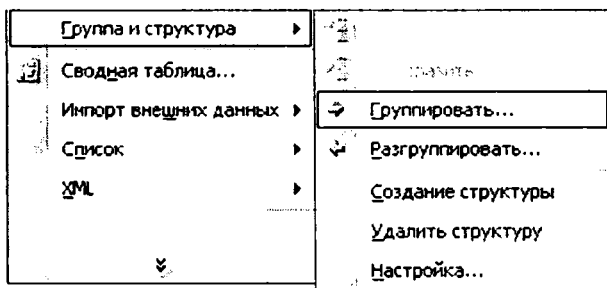 Группа и структура
Сводная таблица...
Импорт внешних данных
Список
XML
Группировать...
Разгруппировать...
Создание структуры
Удалить структуру
Настройка...